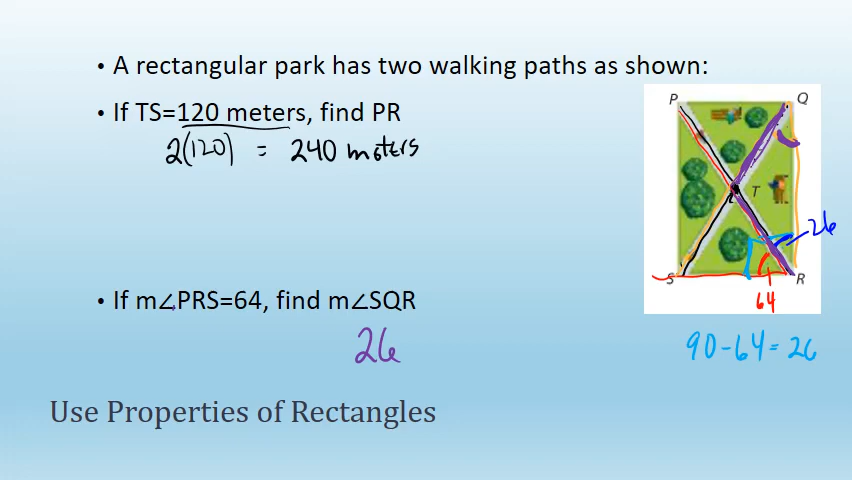 • A rectangular park has two walking paths as shown:
• If TS=120 meters, find PR
2(120) = 240 meters
P
Q
T
26
S
R
64
• If m∠PRS=64, find m∠SQR
26
90-64=26
Use Properties of Rectangles